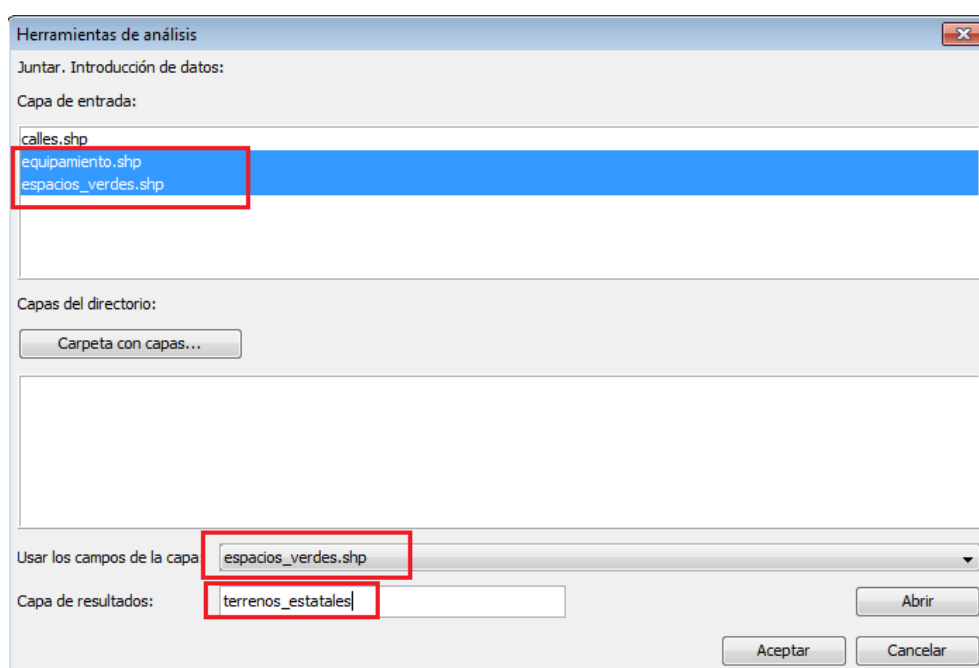 Herramientas de análisis
Juntar. Introducción de datos:
Capa de entrada:
calles.shp
equipamiento.shp
espacios_verdes.shp
Capas del directorio:
Carpeta con capas...
Usar los campos de la capa espacios_verdes.shp
Capa de resultados: terrenos_estatales Abrir
Aceptar Cancelar